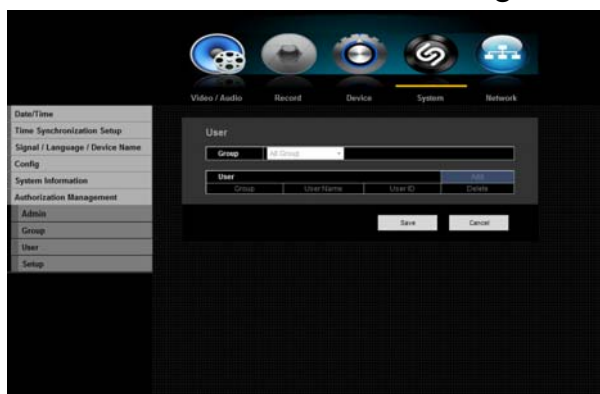 Video / Audio Record Device System Network
Date/Time
Time Synchronization Setup
Signal / Language / Device Name
Config
System Information
Authorization Management
Admin
Group
User
Setup
User
Group All Group
User Add
Group User Name User ID Delete
Save Cancel